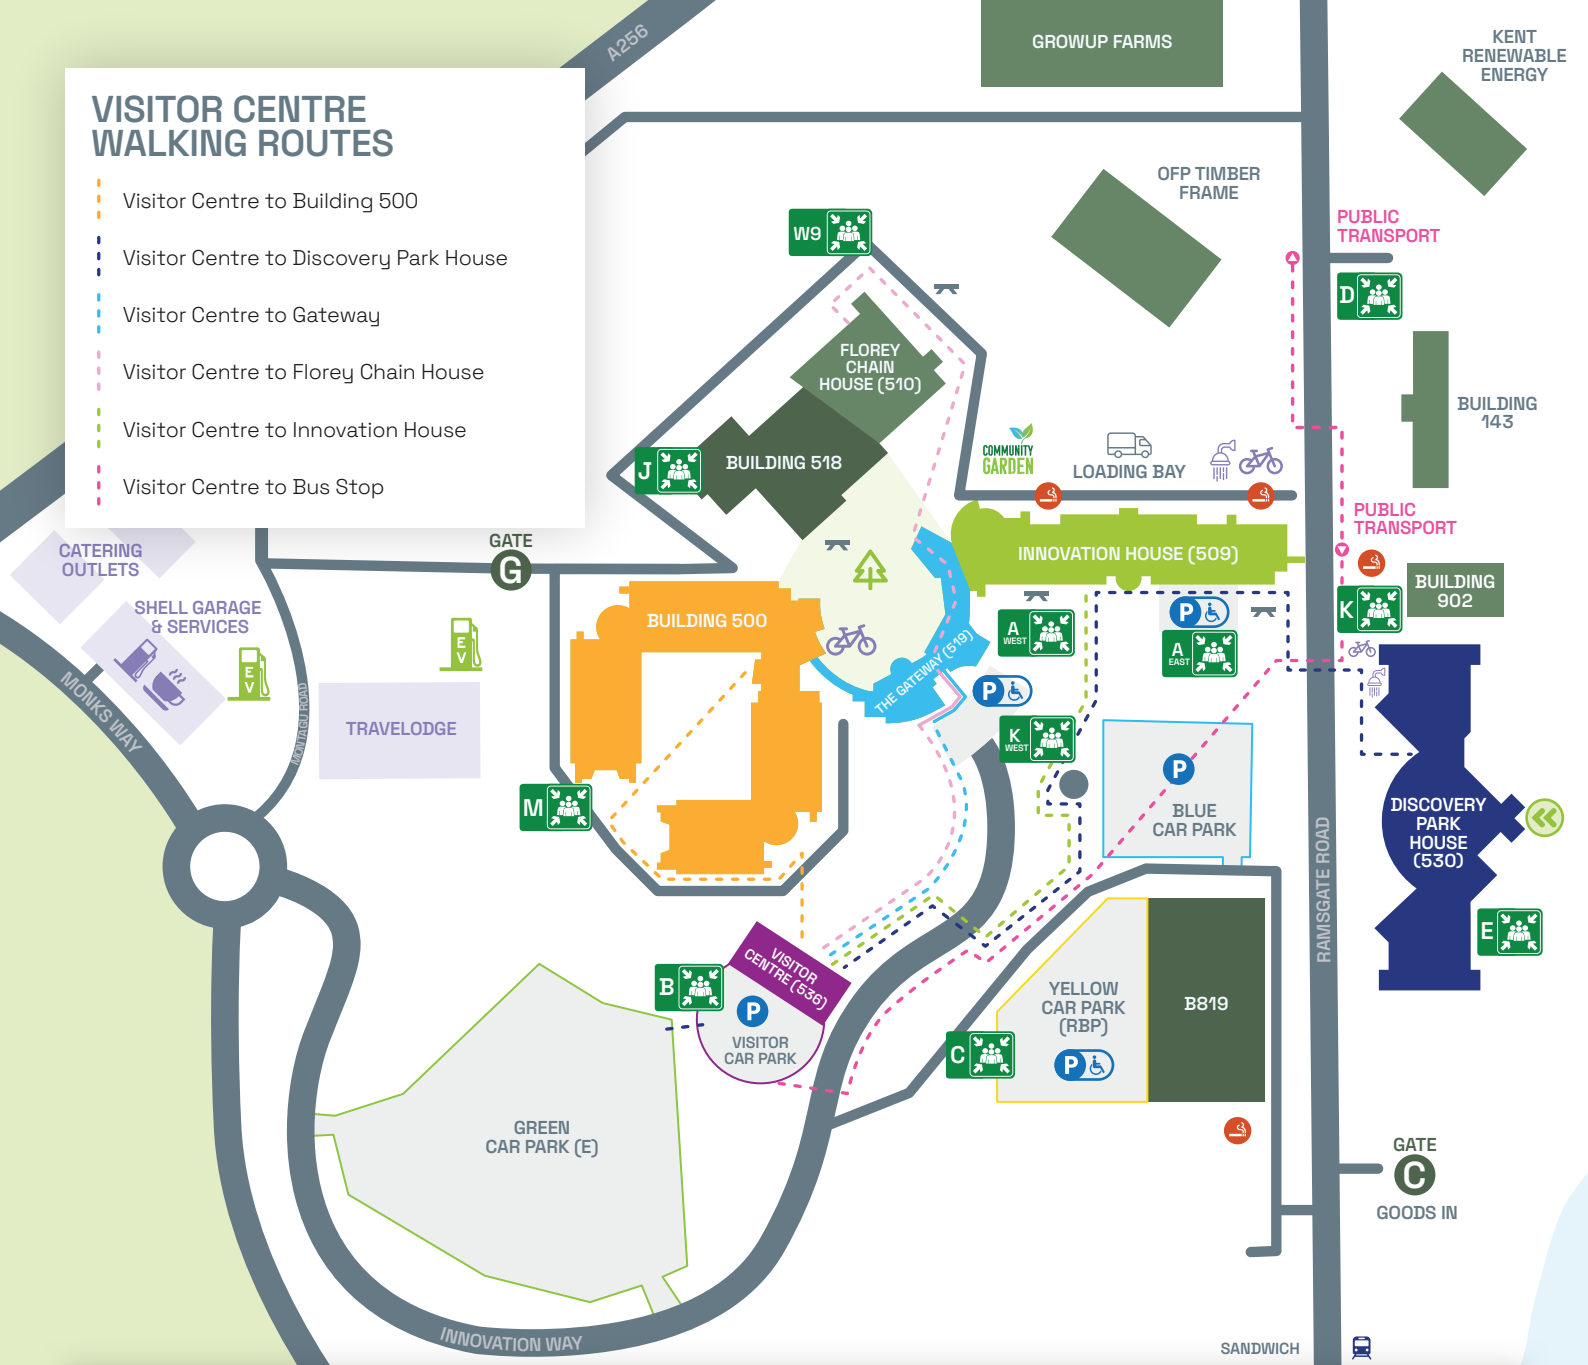 VISITOR CENTRE
WALKING ROUTES
Visitor Centre to Building 500
Visitor Centre to Discovery Park House
Visitor Centre to Gateway
Visitor Centre to Florey Chain House
Visitor Centre to Innovation House
Visitor Centre to Bus Stop
A256
GROWUP FARMS
KENT
RENEWABLE
ENERGY
OFP TIMBER
FRAME
PUBLIC
TRANSPORT
W9
D
FLOREY
CHAIN
HOUSE (510)
BUILDING
143
COMMUNITY
GARDEN
LOADING BAY
J
BUILDING 518
PUBLIC
TRANSPORT
CATERING
OUTLETS
GATE
G
INNOVATION HOUSE (509)
BUILDING
902
K
SHELL GARAGE
& SERVICES
EV
EV
BUILDING 500
THE GATEWAY (519)
A
WEST
P
A
EAST
P
K
WEST
MONKS WAY
MONTAGU ROAD
TRAVELODGE
M
P
BLUE
CAR PARK
DISCOVERY
PARK
HOUSE
(530)
RAMSGATE ROAD
E
VISITOR
CENTRE (536)
B
P
VISITOR
CAR PARK
YELLOW
CAR PARK
(RBP)
P
B819
C
GREEN
CAR PARK (E)
GATE
C
GOODS IN
INNOVATION WAY
SANDWICH